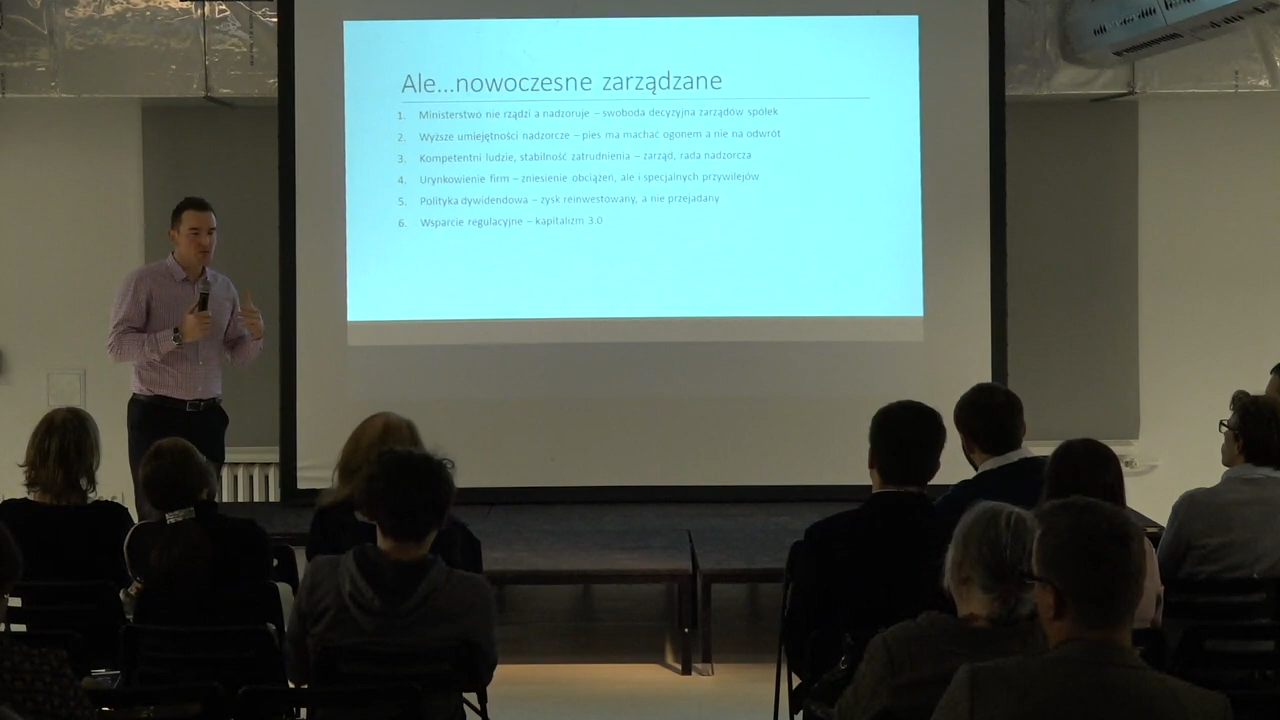 Ale...nowoczesne zarządzane
1. Ministerstwo nie rządzi a nadzoruje – swoboda decyzyjna zarządów spółek
2. Wyższe umiejętności nadzorcze – pies ma machać ogonem a nie na odwrót
3. Kompetentni ludzie, stabilność zatrudnienia – zarząd, rada nadzorcza
4. Urynkowienie firm – zniesienie obciążeń, ale i specjalnych przywilejów
5. Polityka dywidendowa – zysk reinwestowany, a nie przejadany
6. Wsparcie regulacyjne – kapitalizm 3.0